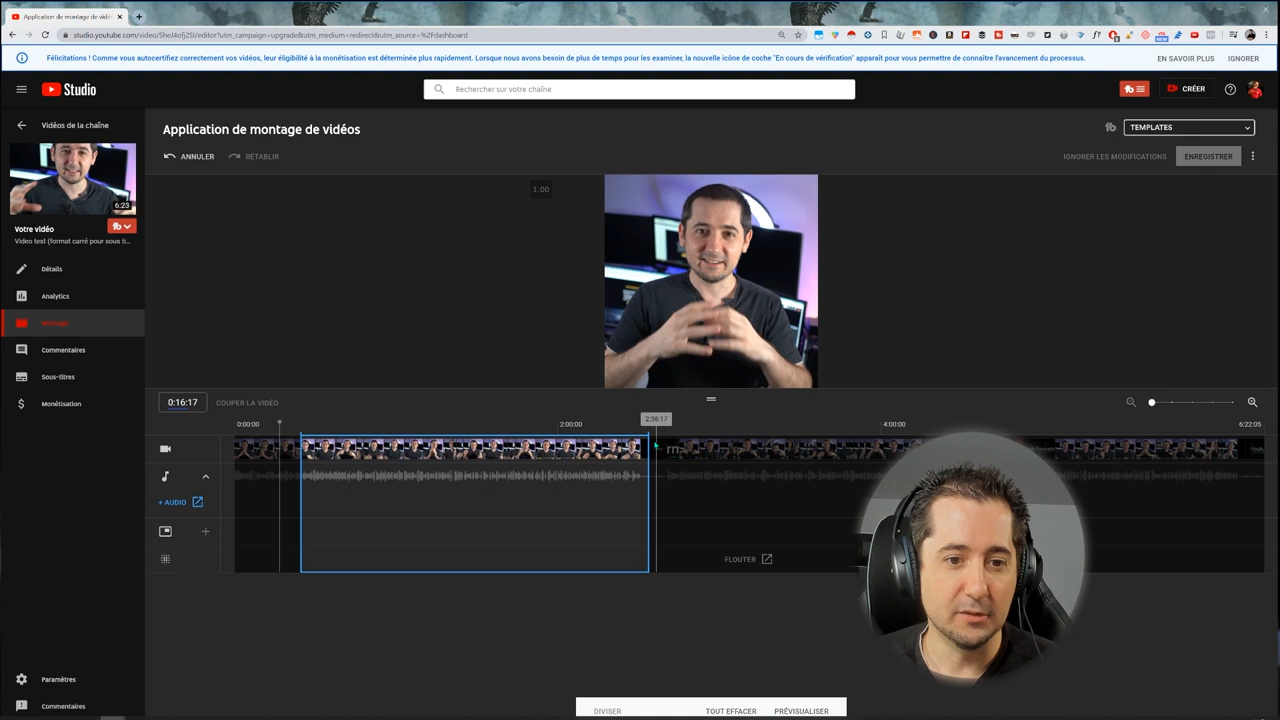 Application de montage de vidé
studio.youtube.com/video/5heJ4ofj2SI/editor?utm_campaign=upgrade&utm_medium=redirect&utm_source=%2Fdashboard
Félicitations ! Comme vous autocertifiez correctement vos vidéos, leur éligibilité à la monétisation est déterminée plus rapidement. Lorsque nous avons besoin de plus de temps pour les examiner, la nouvelle icône de coche "En cours de vérification" apparaît pour vous permettre de connaître l'avancement du processus.
EN SAVOIR PLUS
IGNORER
Studio
Rechercher sur votre chaîne
CRÉER
Vidéos de la chaîne
Application de montage de vidéos
TEMPLATES
ANNULER
RÉTABLIR
IGNORER LES MODIFICATIONS
ENREGISTRER
1.00
6:23
Votre vidéo
Video test (format carré pour sous ti...
Détails
Analytics
Montage
Commentaires
Sous-titres
Monétisation
0:16:17
COUPER LA VIDÉO
2:36:17
0:00:00
2:00:00
4:00:00
6:22:05
+ AUDIO
FLOUTER
Paramètres
Commentaires
DIVISER
TOUT EFFACER
PRÉVISUALISER